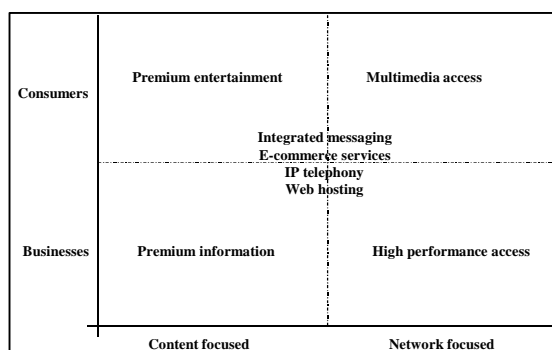 Premium entertainment
Multimedia access
Consumers
Integrated messaging
E-commerce services
IP telephony
Web hosting
Businesses
Premium information
High performance access
Content focused
Network focused